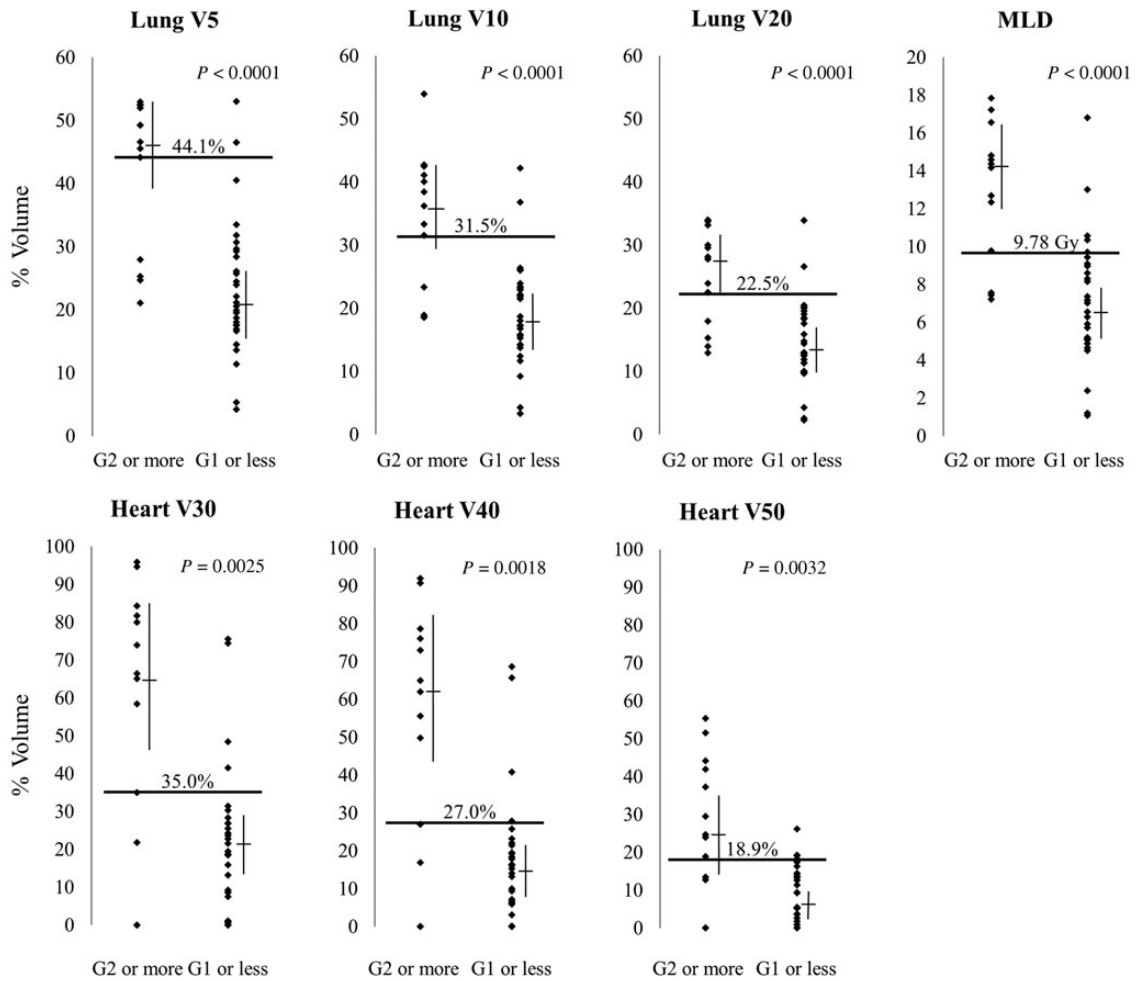 Lung V5
60
50
40
30
20
10
0
% Volume
P < 0.0001
44.1%
G2 or more
G1 or less
Lung V10
60
50
40
30
20
10
0
P < 0.0001
31.5%
G2 or more
G1 or less
Lung V20
60
50
40
30
20
10
0
P < 0.0001
22.5%
G2 or more
G1 or less
MLD
20
18
16
14
12
10
8
6
4
2
0
P < 0.0001
9.78 Gy
G2 or more
G1 or less
Heart V30
100
90
80
70
60
50
40
30
20
10
0
% Volume
P = 0.0025
35.0%
G2 or more
G1 or less
Heart V40
100
90
80
70
60
50
40
30
20
10
0
P = 0.0018
27.0%
G2 or more
G1 or less
Heart V50
100
90
80
70
60
50
40
30
20
10
0
P = 0.0032
18.9%
G2 or more
G1 or less